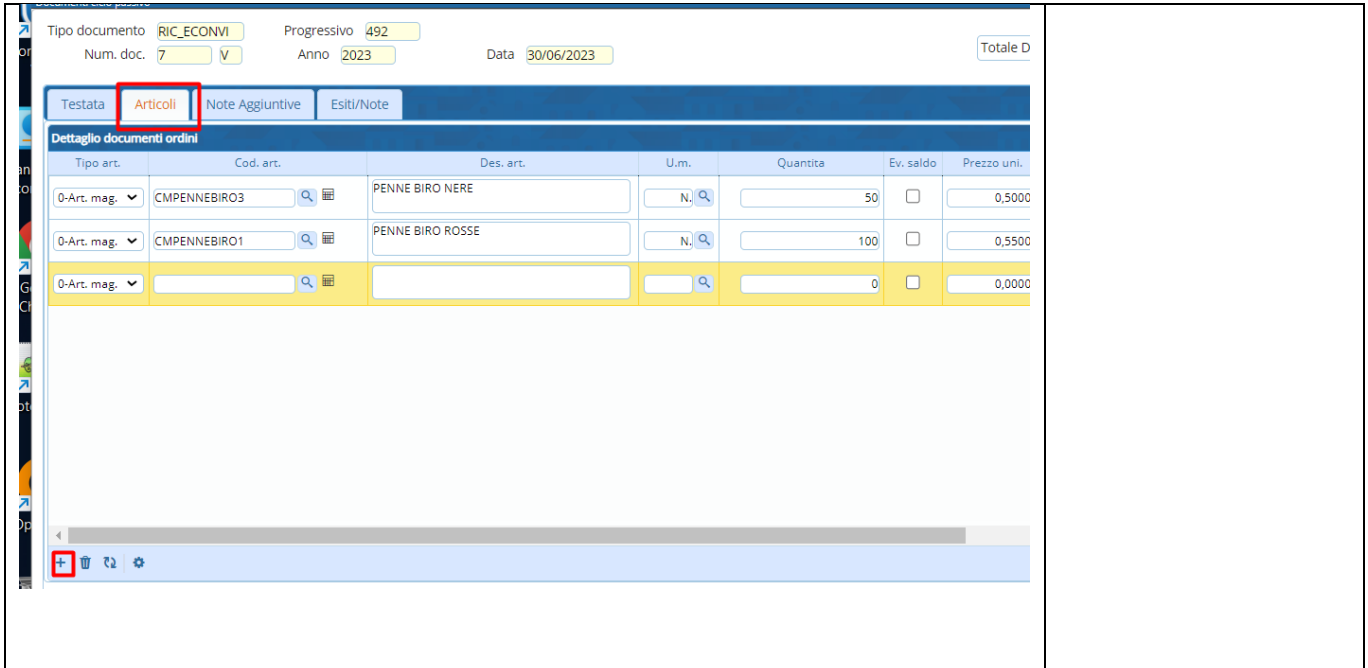 Documenti ciclo passivo
Tipo documento RIC_ECONVI Progressivo 492
Num. doc. 7 V Anno 2023 Data 30/06/2023
Totale D
Testata Articoli Note Aggiuntive Esiti/Note
Dettaglio documenti ordini
Tipo art. Cod. art. Des. art. U.m. Quantita Ev. saldo Prezzo uni.
0-Art. mag. CMPENNEBIRO3 PENNE BIRO NERE N. 50 0,5000
0-Art. mag. CMPENNEBIRO1 PENNE BIRO ROSSE N. 100 0,5500
0-Art. mag. 0 0,0000